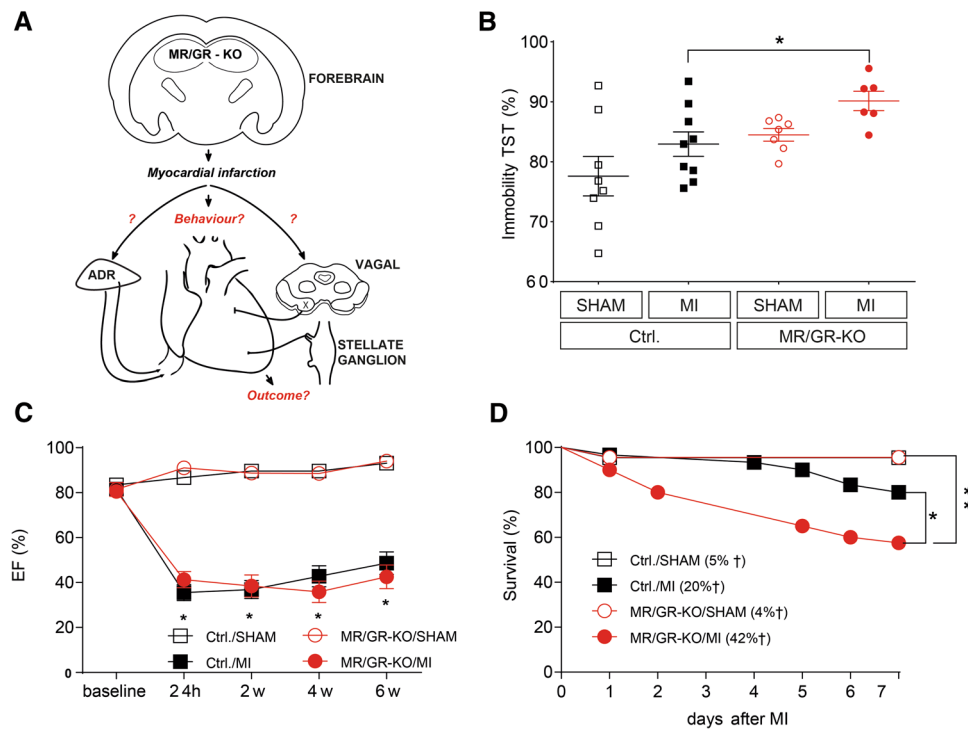 A
MR/GR - KO
FOREBRAIN
Myocardial infarction
?
Behaviour?
?
ADR
VAGAL
X
STELLATE
GANGLION
Outcome?
B
Immobility TST (%)
100
90
80
70
60
*
SHAM
MI
SHAM
MI
Ctrl.
MR/GR-KO
C
EF (%)
100
80
60
40
20
0
* * * *
Ctrl./SHAM
MR/GR-KO/SHAM
Ctrl./MI
MR/GR-KO/MI
baseline 24h 2w 4w 6w
D
Survival (%)
100
80
60
40
20
0
*
**
Ctrl./SHAM (5% †)
Ctrl./MI (20%†)
MR/GR-KO/SHAM (4%†)
MR/GR-KO/MI (42%†)
0 1 2 3 4 5 6 7
days after MI